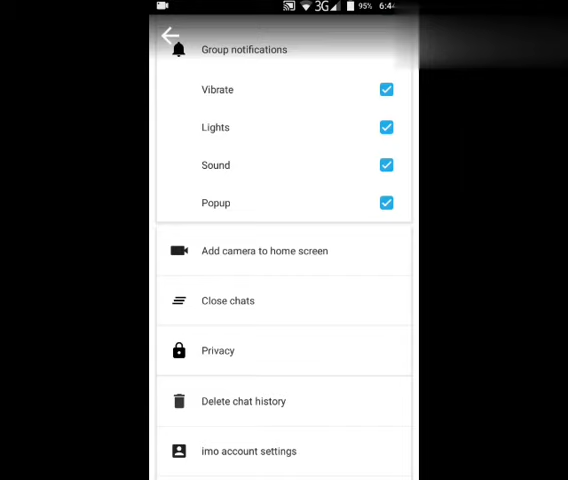 3G 95% 6:44
Group notifications
Vibrate
Lights
Sound
Popup
Add camera to home screen
Close chats
Privacy
Delete chat history
imo account settings